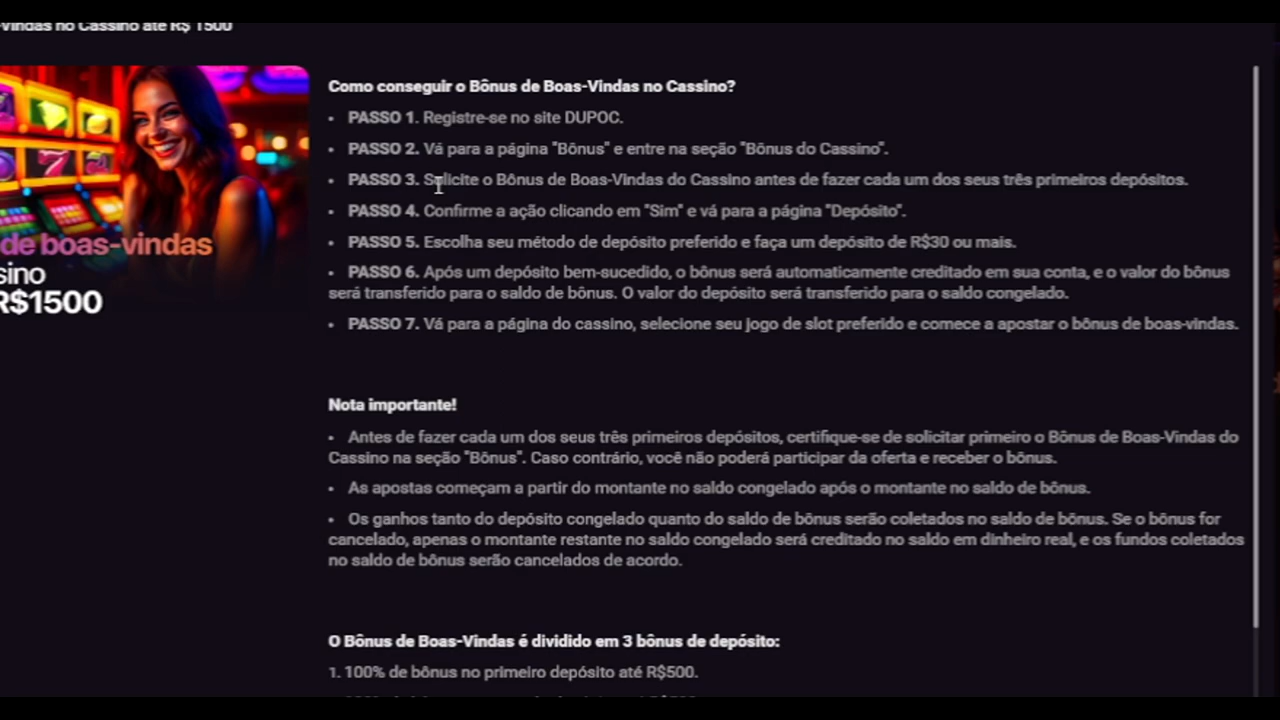 -Vindas no Cassino até R$ 1500
de boas-vindas
sino
R$1500
Como conseguir o Bônus de Boas-Vindas no Cassino?
• PASSO 1. Registre-se no site DUPOC.
• PASSO 2. Vá para a página "Bônus" e entre na seção "Bônus do Cassino".
• PASSO 3. Solicite o Bônus de Boas-Vindas do Cassino antes de fazer cada um dos seus três primeiros depósitos.
• PASSO 4. Confirme a ação clicando em "Sim" e vá para a página "Depósito".
• PASSO 5. Escolha seu método de depósito preferido e faça um depósito de R$30 ou mais.
• PASSO 6. Após um depósito bem-sucedido, o bônus será automaticamente creditado em sua conta, e o valor do bônus
será transferido para o saldo de bônus. O valor do depósito será transferido para o saldo congelado.
• PASSO 7. Vá para a página do cassino, selecione seu jogo de slot preferido e comece a apostar o bônus de boas-vindas.
Nota importante!
• Antes de fazer cada um dos seus três primeiros depósitos, certifique-se de solicitar primeiro o Bônus de Boas-Vindas do
Cassino na seção "Bônus". Caso contrário, você não poderá participar da oferta e receber o bônus.
• As apostas começam a partir do montante no saldo congelado após o montante no saldo de bônus.
• Os ganhos tanto do depósito congelado quanto do saldo de bônus serão coletados no saldo de bônus. Se o bônus for
cancelado, apenas o montante restante no saldo congelado será creditado no saldo em dinheiro real, e os fundos coletados
no saldo de bônus serão cancelados de acordo.
O Bônus de Boas-Vindas é dividido em 3 bônus de depósito:
1. 100% de bônus no primeiro depósito até R$500.